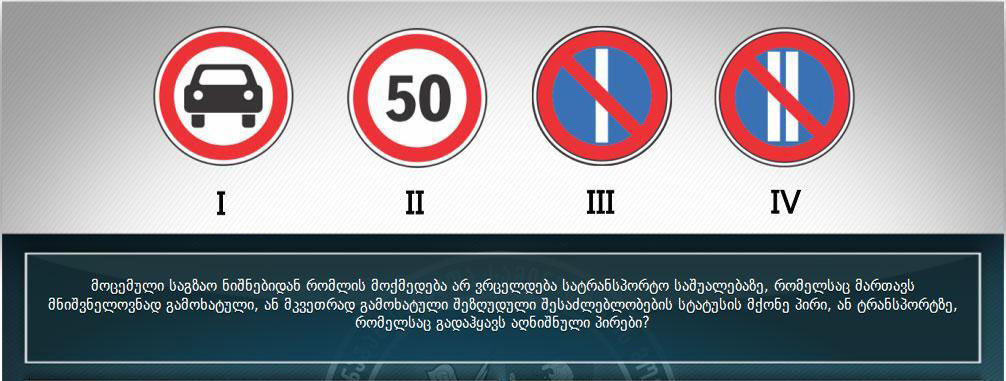 50
I II III IV
მოცემული საგზაო ნიშნებიდან რომლის მოქმედება არ ვრცელდება სატრანსპორტო საშუალებაზე, რომელსაც მართავს
მნიშვნელოვნად გამოხატული, ან მკვეთრად გამოხატული შეზღუდული შესაძლებლობების სტატუსის მქონე პირი, ან ტრანსპორტზე,
რომელსაც გადაჰყავს აღნიშნული პირები?